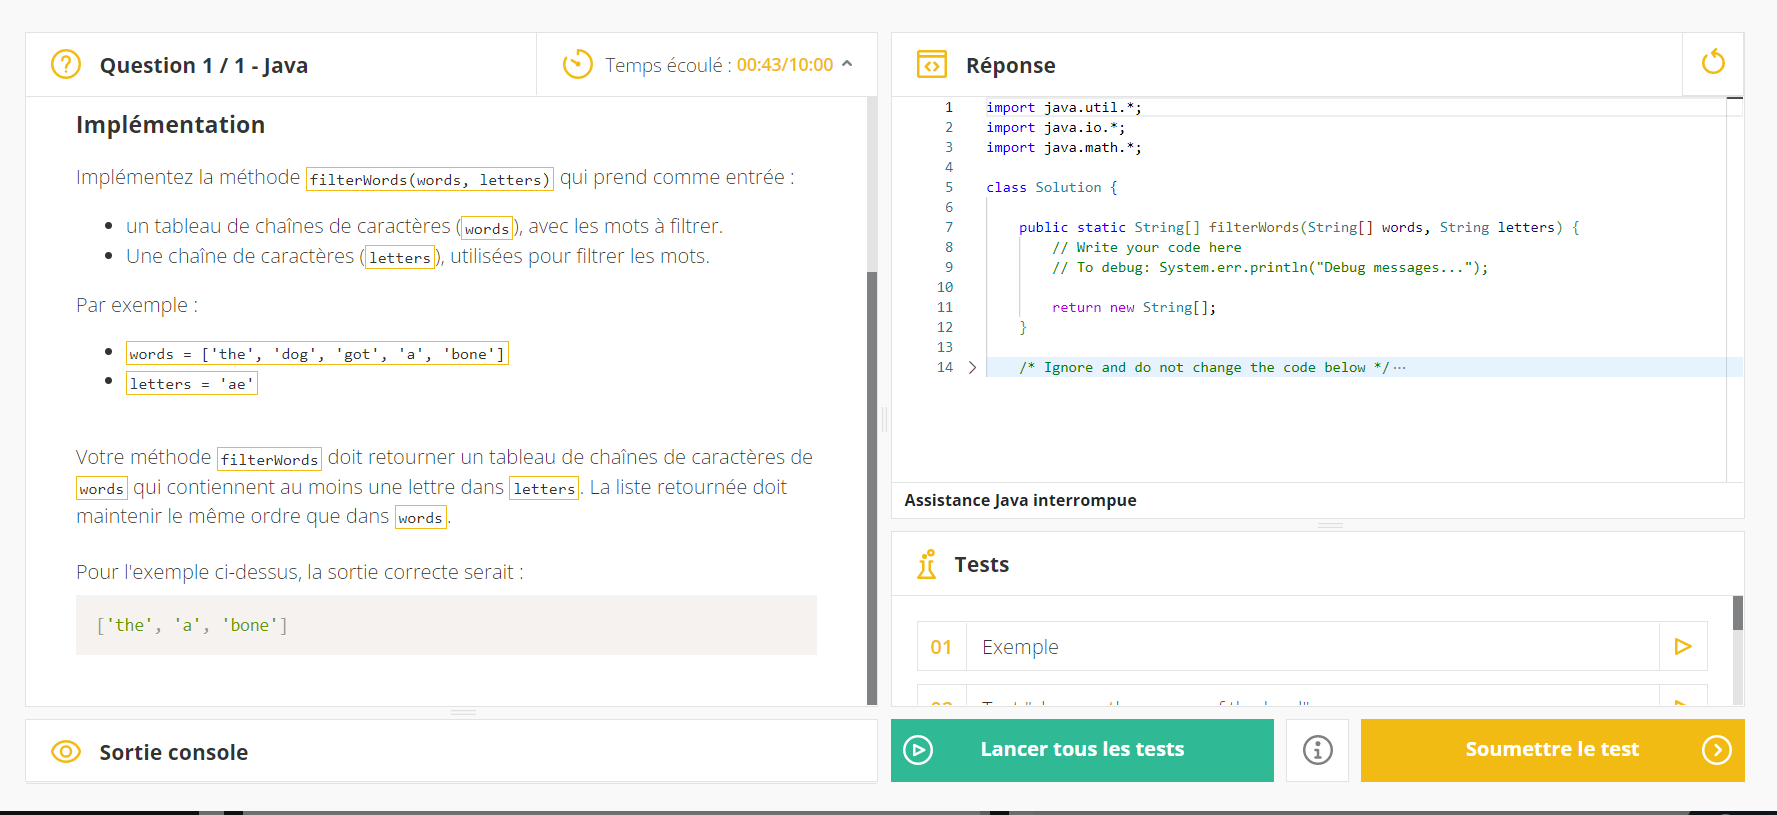 Question 1 / 1 - Java
Temps écoulé : 00:43/10:00
Implémentation
Implémentez la méthode filterWords(words, letters) qui prend comme entrée :
un tableau de chaînes de caractères (words), avec les mots à filtrer.
Une chaîne de caractères (letters), utilisées pour filtrer les mots.
Par exemple :
words = ['the', 'dog', 'got', 'a', 'bone']
letters = 'ae'
Votre méthode filterWords doit retourner un tableau de chaînes de caractères de
words qui contiennent au moins une lettre dans letters. La liste retournée doit
maintenir le même ordre que dans words.
Pour l'exemple ci-dessus, la sortie correcte serait :
['the', 'a', 'bone']
Sortie console
Réponse
1 import java.util.*;
2 import java.io.*;
3 import java.math.*;
4
5 class Solution {
6
7 public static String[] filterWords(String[] words, String letters) {
8 // Write your code here
9 // To debug: System.err.println("Debug messages...");
10
11 return new String[];
12 }
13
14 /* Ignore and do not change the code below */ ...
Assistance Java interrompue
Tests
01 Exemple
Lancer tous les tests
Soumettre le test